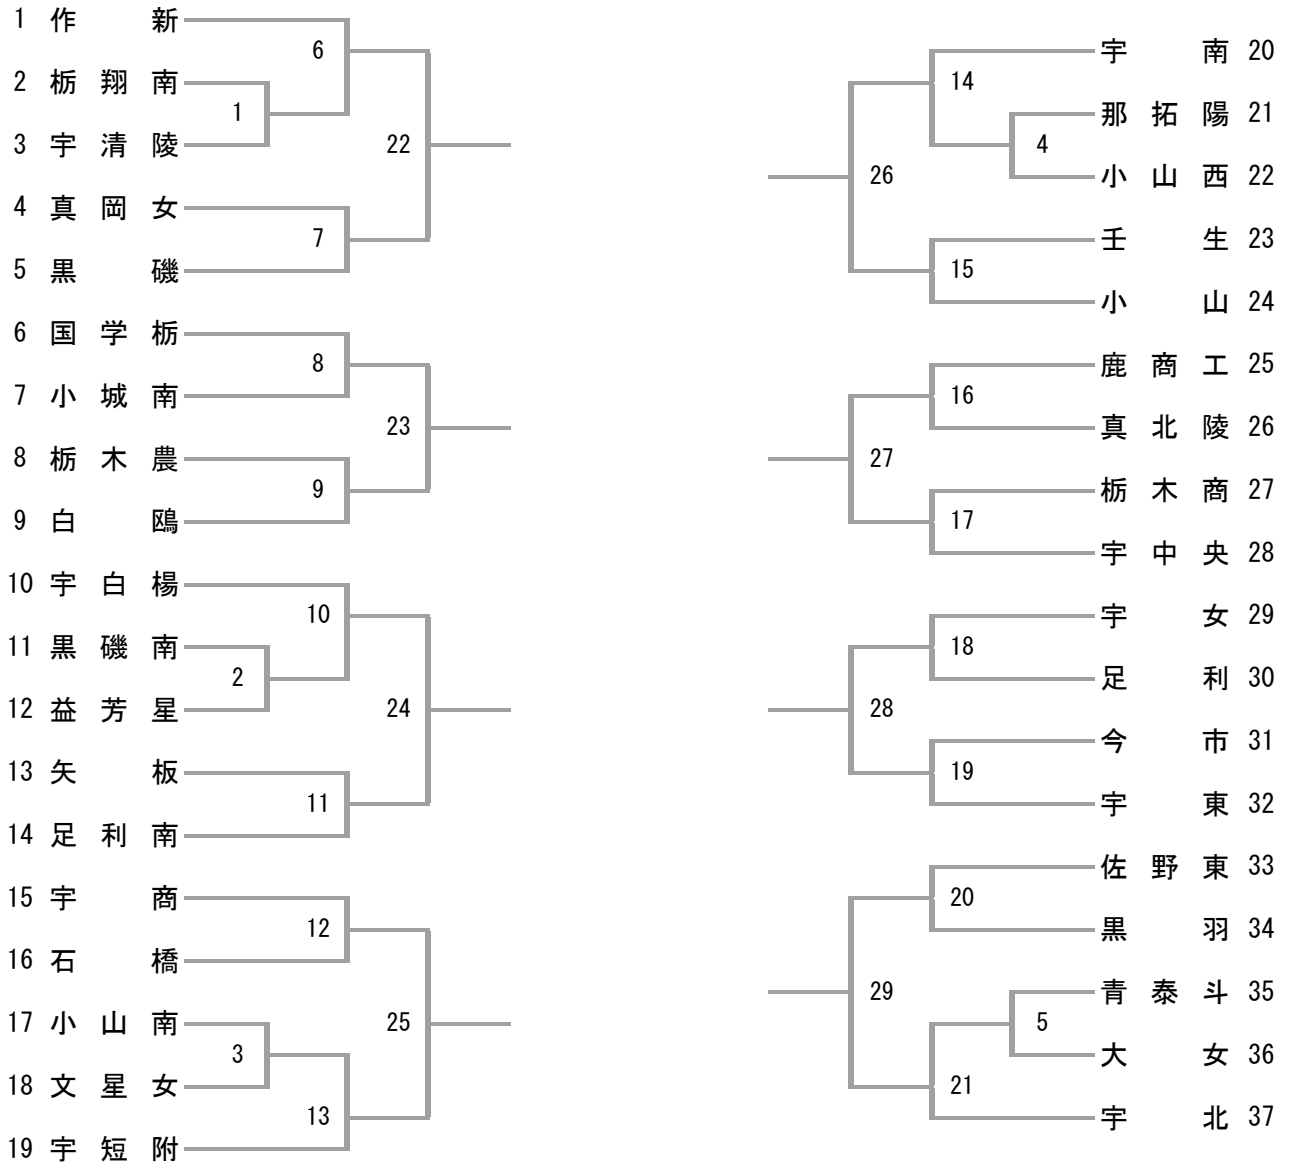 1 作新
6
2 栃翔南
1
3 宇清陵
22
4 真岡女
7
5 黒磯
6 国学栃
8
7 小城南
23
8 栃木農
9
9 白鴎
10 宇白楊
10
11 黒磯南
2
12 益芳星
24
13 矢板
11
14 足利南
15 宇商
12
16 石橋
17 小山南
25
3
18 文星女
13
19 宇短附
宇南 20
14
那拓陽 21
4
26
小山西 22
壬生 23
15
小山 24
鹿商工 25
16
真北陵 26
27
栃木商 27
17
宇中央 28
宇女 29
18
足利 30
28
今市 31
19
宇東 32
佐野東 33
20
黒羽 34
29
青泰斗 35
5
大女 36
21
宇北 37